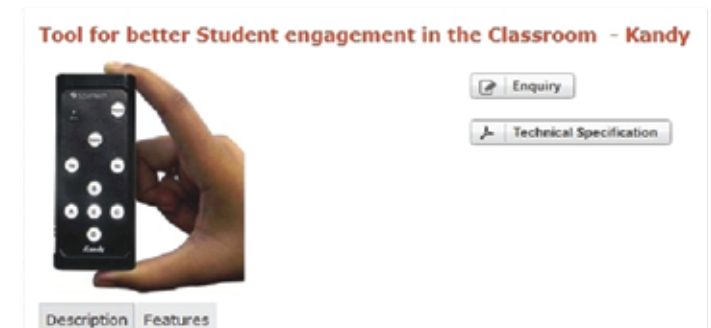 Tool for better Student engagement in the Classroom - Kandy
Enquiry
Technical Specification
Kandy
Description Features